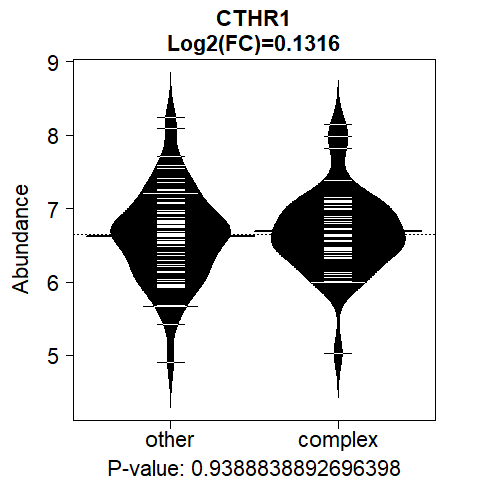 CTHR1
Log2(FC)=0.1316
Abundance
9
8
7
6
5
other complex
P-value: 0.9388838892696398